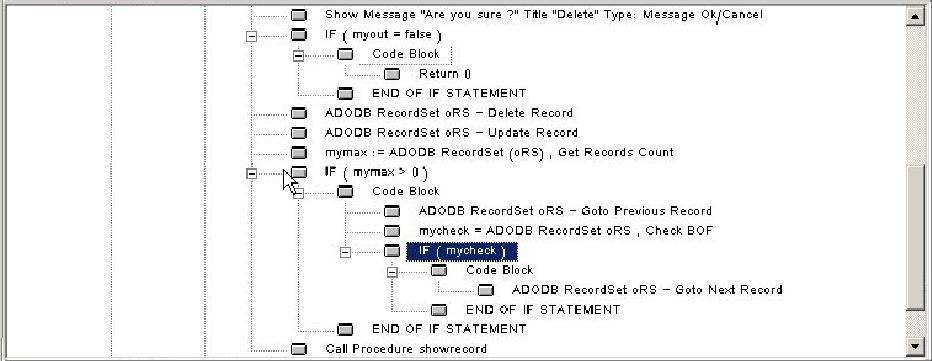 Show Message "Are you sure ?" Title "Delete" Type: Message Ok/Cancel
IF ( myout = false )
Code Block
Return 0
END OF IF STATEMENT
ADODB RecordSet oRS - Delete Record
ADODB RecordSet oRS - Update Record
mymax := ADODB RecordSet (oRS) , Get Records Count
IF ( mymax > 0 )
Code Block
ADODB RecordSet oRS - Goto Previous Record
mycheck = ADODB RecordSet oRS , Check BOF
IF ( mycheck )
Code Block
ADODB RecordSet oRS - Goto Next Record
END OF IF STATEMENT
END OF IF STATEMENT
Call Procedure showrecord